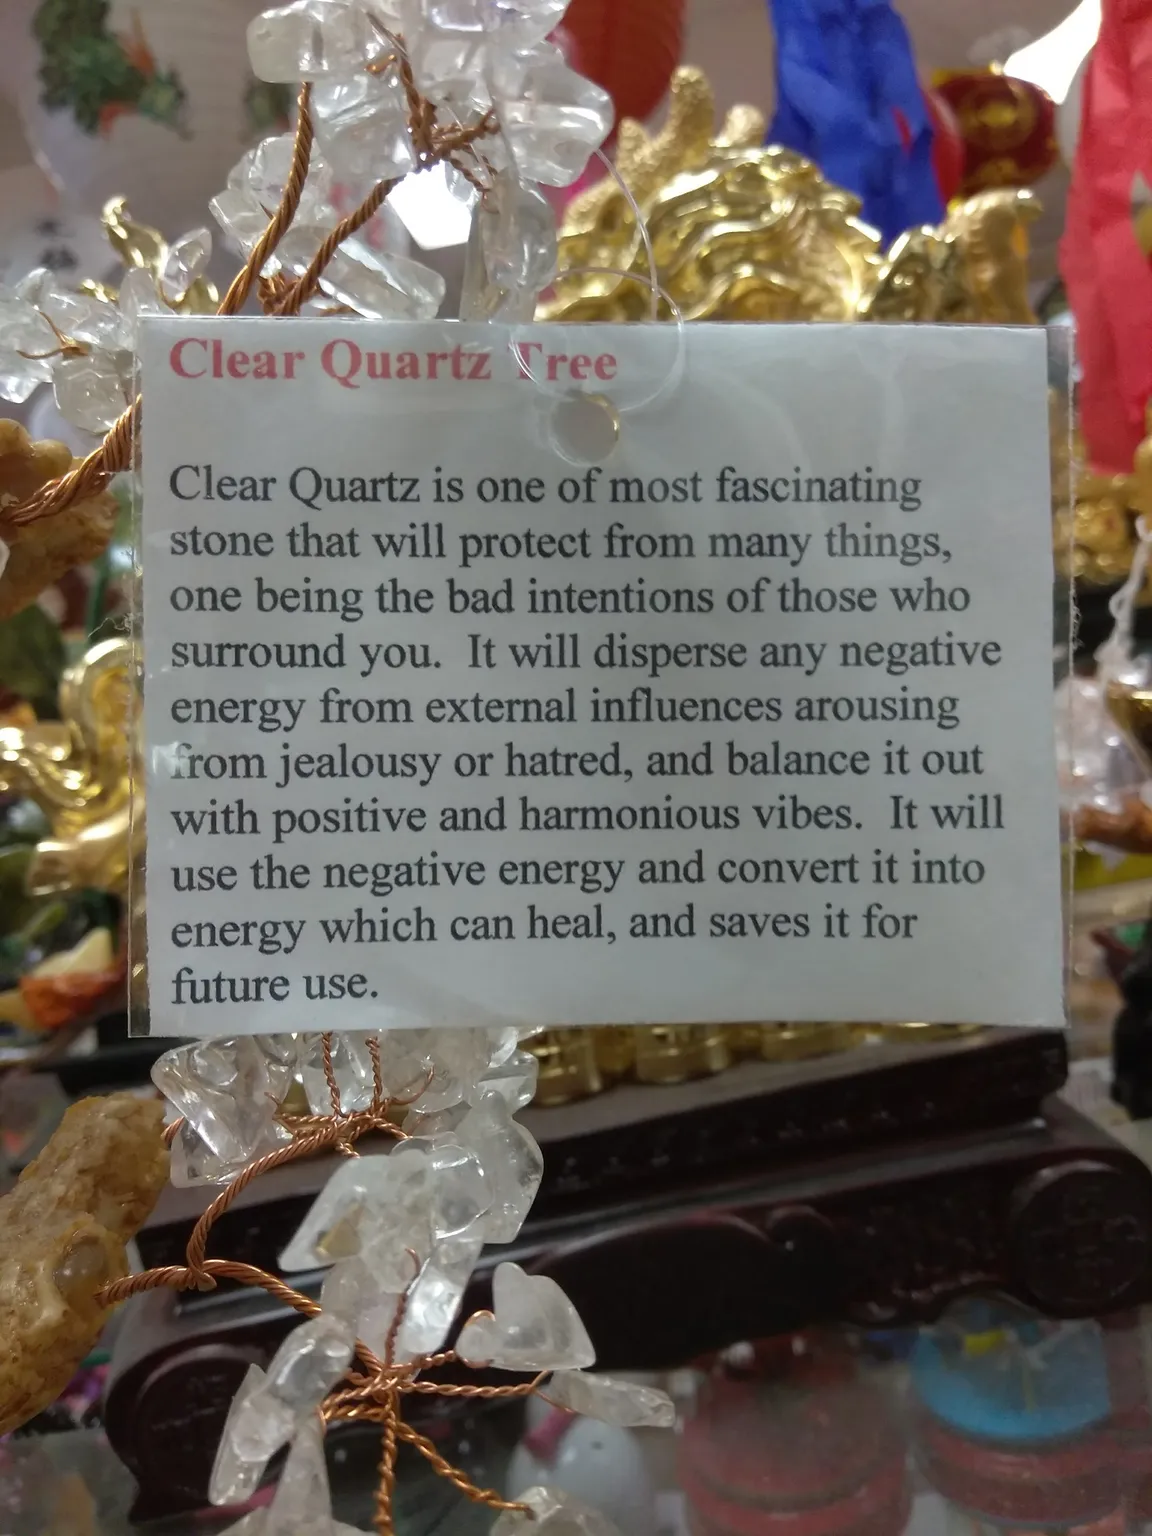 Clear Quartz Tree
Clear Quartz is one of most fascinating
stone that will protect from many things,
one being the bad intentions of those who
surround you.  It will disperse any negative
energy from external influences arousing
from jealousy or hatred, and balance it out
with positive and harmonious vibes.  It will
use the negative energy and convert it into
energy which can heal, and saves it for
future use.